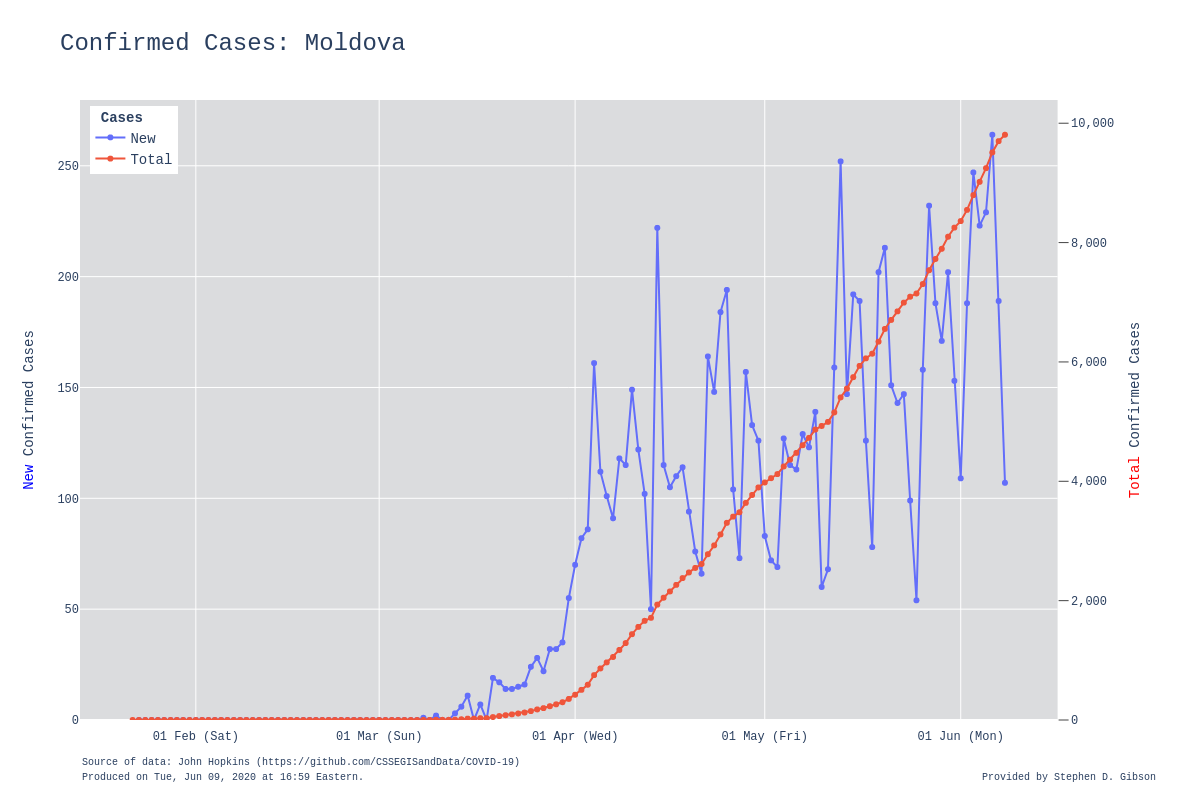 Confirmed Cases: Moldova
Cases
New
Total
250
200
150
100
50
0
New Confirmed Cases
10,000
8,000
6,000
4,000
2,000
0
Total Confirmed Cases
01 Feb (Sat)
01 Mar (Sun)
01 Apr (Wed)
01 May (Fri)
01 Jun (Mon)
Source of data: John Hopkins (https://github.com/CSSEGISandData/COVID-19)
Produced on Tue, Jun 09, 2020 at 16:59 Eastern.
Provided by Stephen D. Gibson